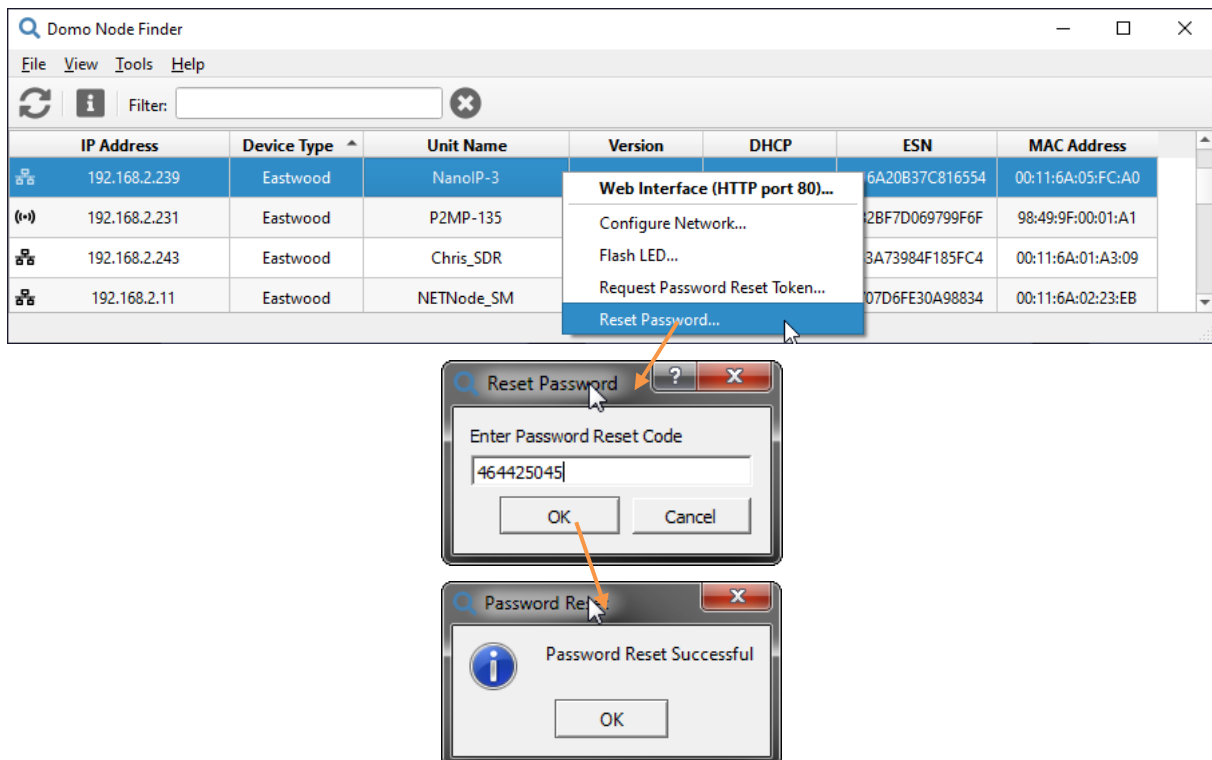 Domo Node Finder
File View Tools Help
Filter:
IP Address Device Type Unit Name Version DHCP ESN MAC Address
192.168.2.239 Eastwood NanoIP-3 6A20B37C816554 00:11:6A:05:FC:A0
192.168.2.231 Eastwood P2MP-135 2BF7D069799F6F 98:49:9F:00:01:A1
192.168.2.243 Eastwood Chris_SDR 3A73984F185FC4 00:11:6A:01:A3:09
192.168.2.11 Eastwood NETNode_SM 07D6FE30A98834 00:11:6A:02:23:EB
Web Interface (HTTP port 80)...
Configure Network...
Flash LED...
Request Password Reset Token...
Reset Password...
Reset Password
Enter Password Reset Code
464425045
OK Cancel
Password Reset
Password Reset Successful
OK